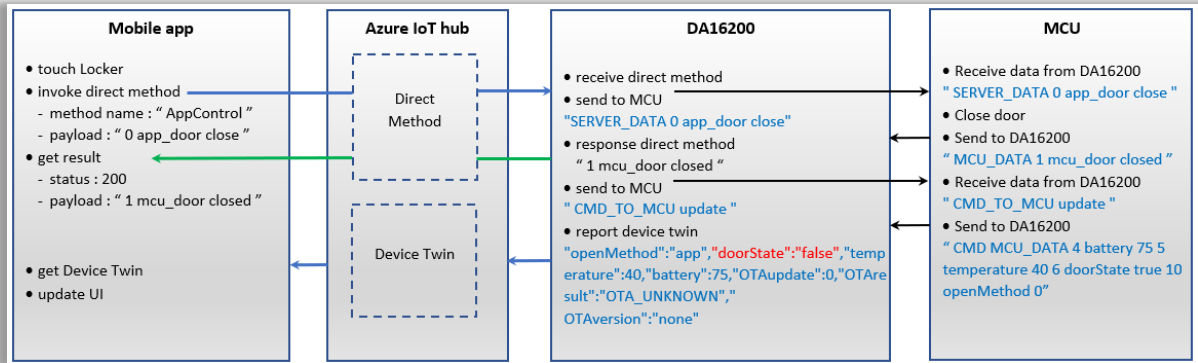 Mobile app
• touch Locker
• invoke direct method
- method name : “ AppControl ”
- payload : “ 0 app_door close ”
• get result
- status : 200
- payload : “ 1 mcu_door closed ”
• get Device Twin
• update UI
Azure IoT hub
Direct
Method
Device Twin
DA16200
• receive direct method
• send to MCU
"SERVER_DATA 0 app_door close"
• response direct method
“ 1 mcu_door closed “
• send to MCU
" CMD_TO_MCU update "
• report device twin
"openMethod":"app","doorState":"false","temp
erature":40,"battery":75,"OTAupdate":0,"OTAre
sult":"OTA_UNKNOWN","
OTAversion":"none"
MCU
• Receive data from DA16200
" SERVER_DATA 0 app_door close "
• Close door
• Send to DA16200
“ MCU_DATA 1 mcu_door closed ”
• Receive data from DA16200
" CMD_TO_MCU update "
• Send to DA16200
“ CMD MCU_DATA 4 battery 75 5
temperature 40 6 doorState true 10
openMethod 0”